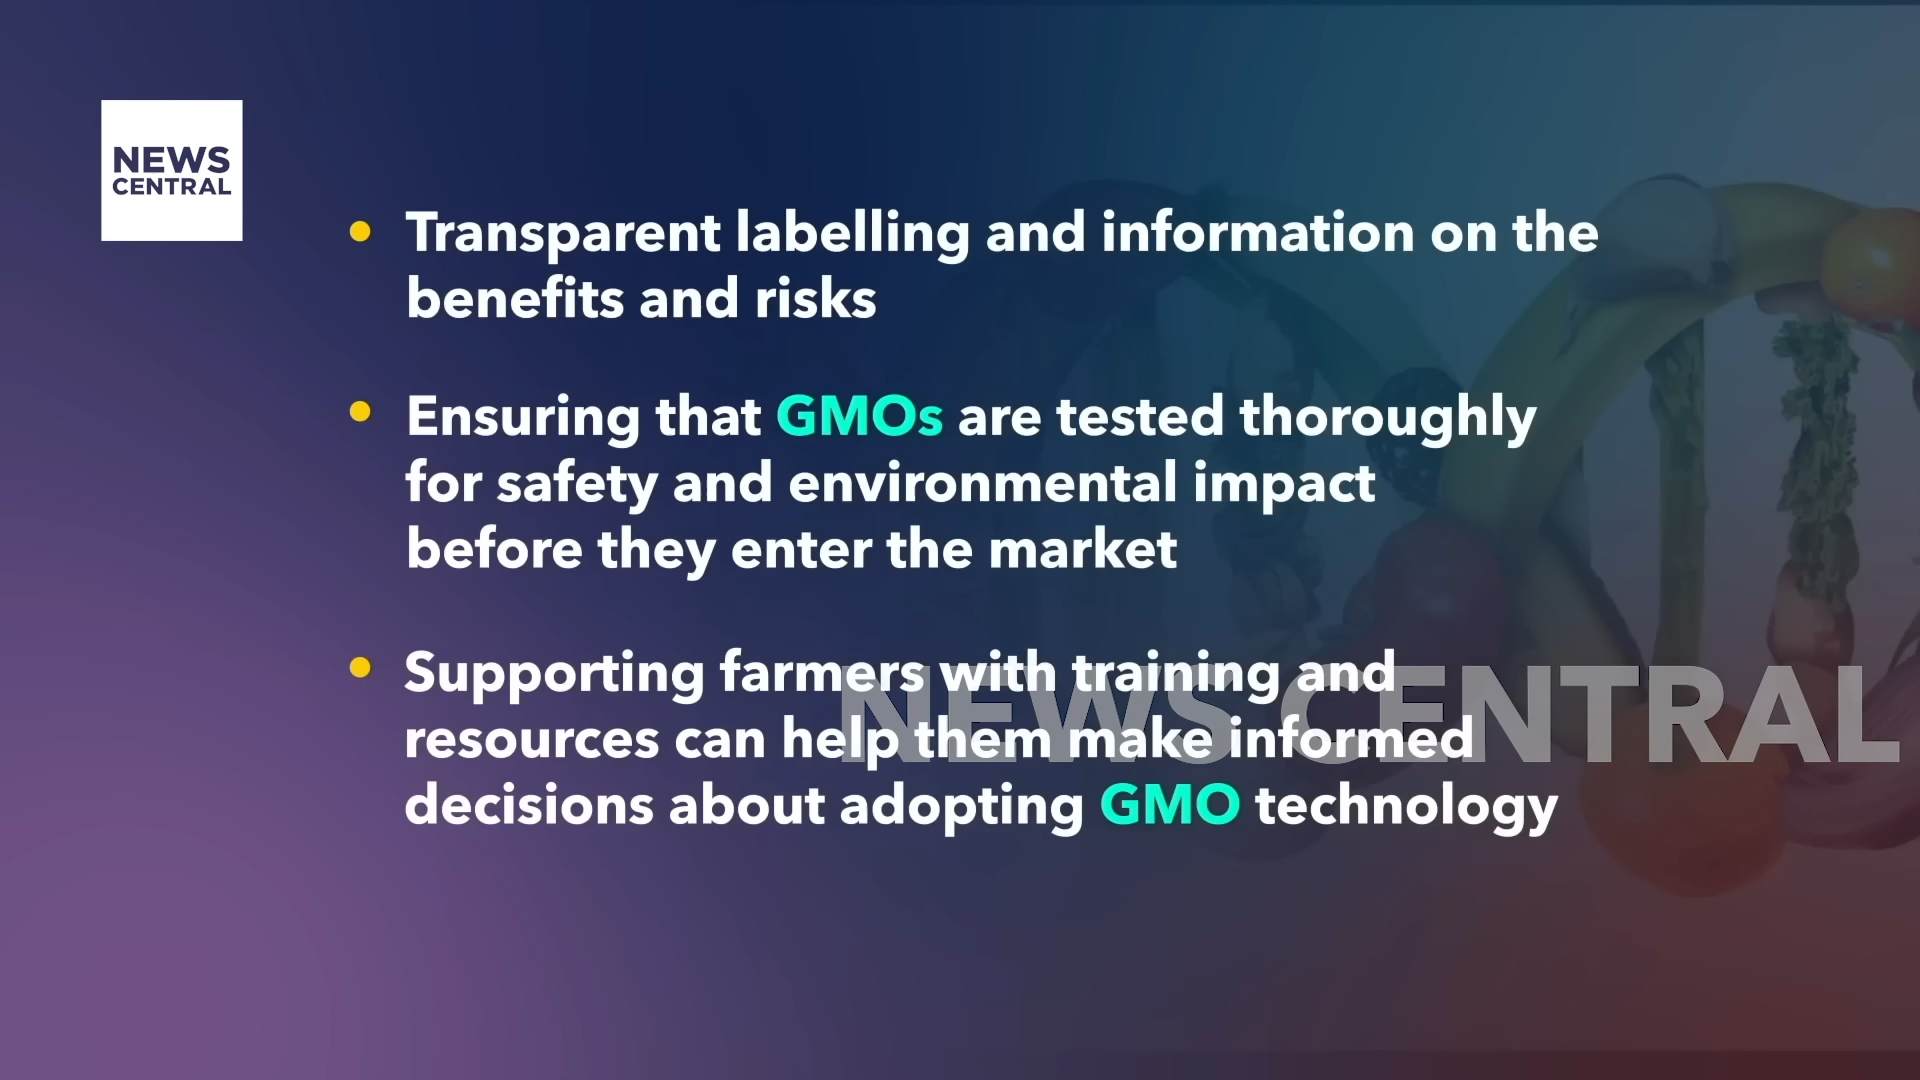 NEWS
CENTRAL
• Transparent labelling and information on the
benefits and risks
• Ensuring that GMOs are tested thoroughly
for safety and environmental impact
before they enter the market
• Supporting farmers with training and
resources can help them make informed
decisions about adopting GMO technology
NEWS CENTRAL